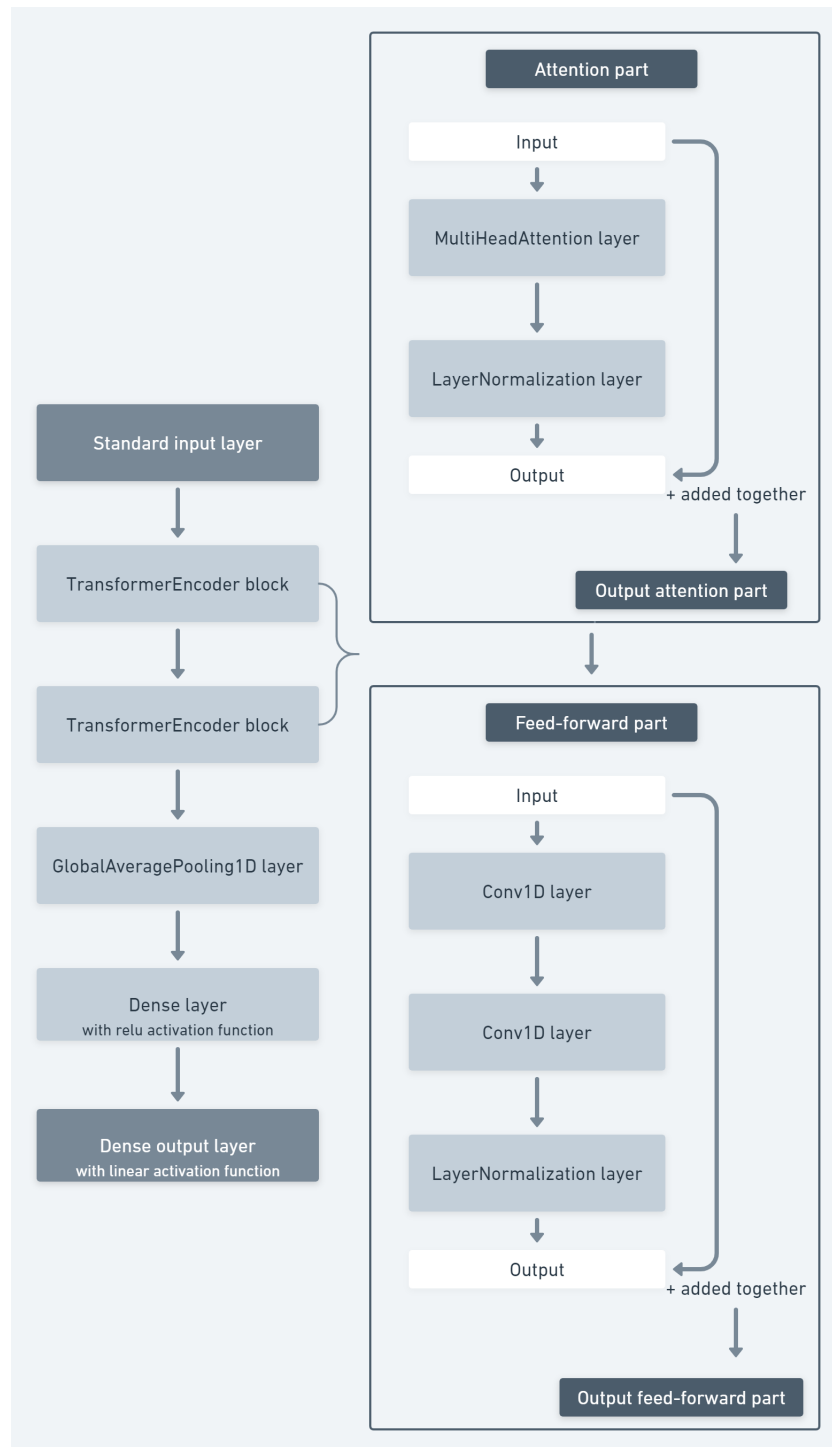 Standard input layer
TransformerEncoder block
TransformerEncoder block
GlobalAveragePooling1D layer
Dense layer
with relu activation function
Dense output layer
with linear activation function
Attention part
Input
MultiHeadAttention layer
LayerNormalization layer
Output
+ added together
Output attention part
Feed-forward part
Input
Conv1D layer
Conv1D layer
LayerNormalization layer
Output
+ added together
Output feed-forward part